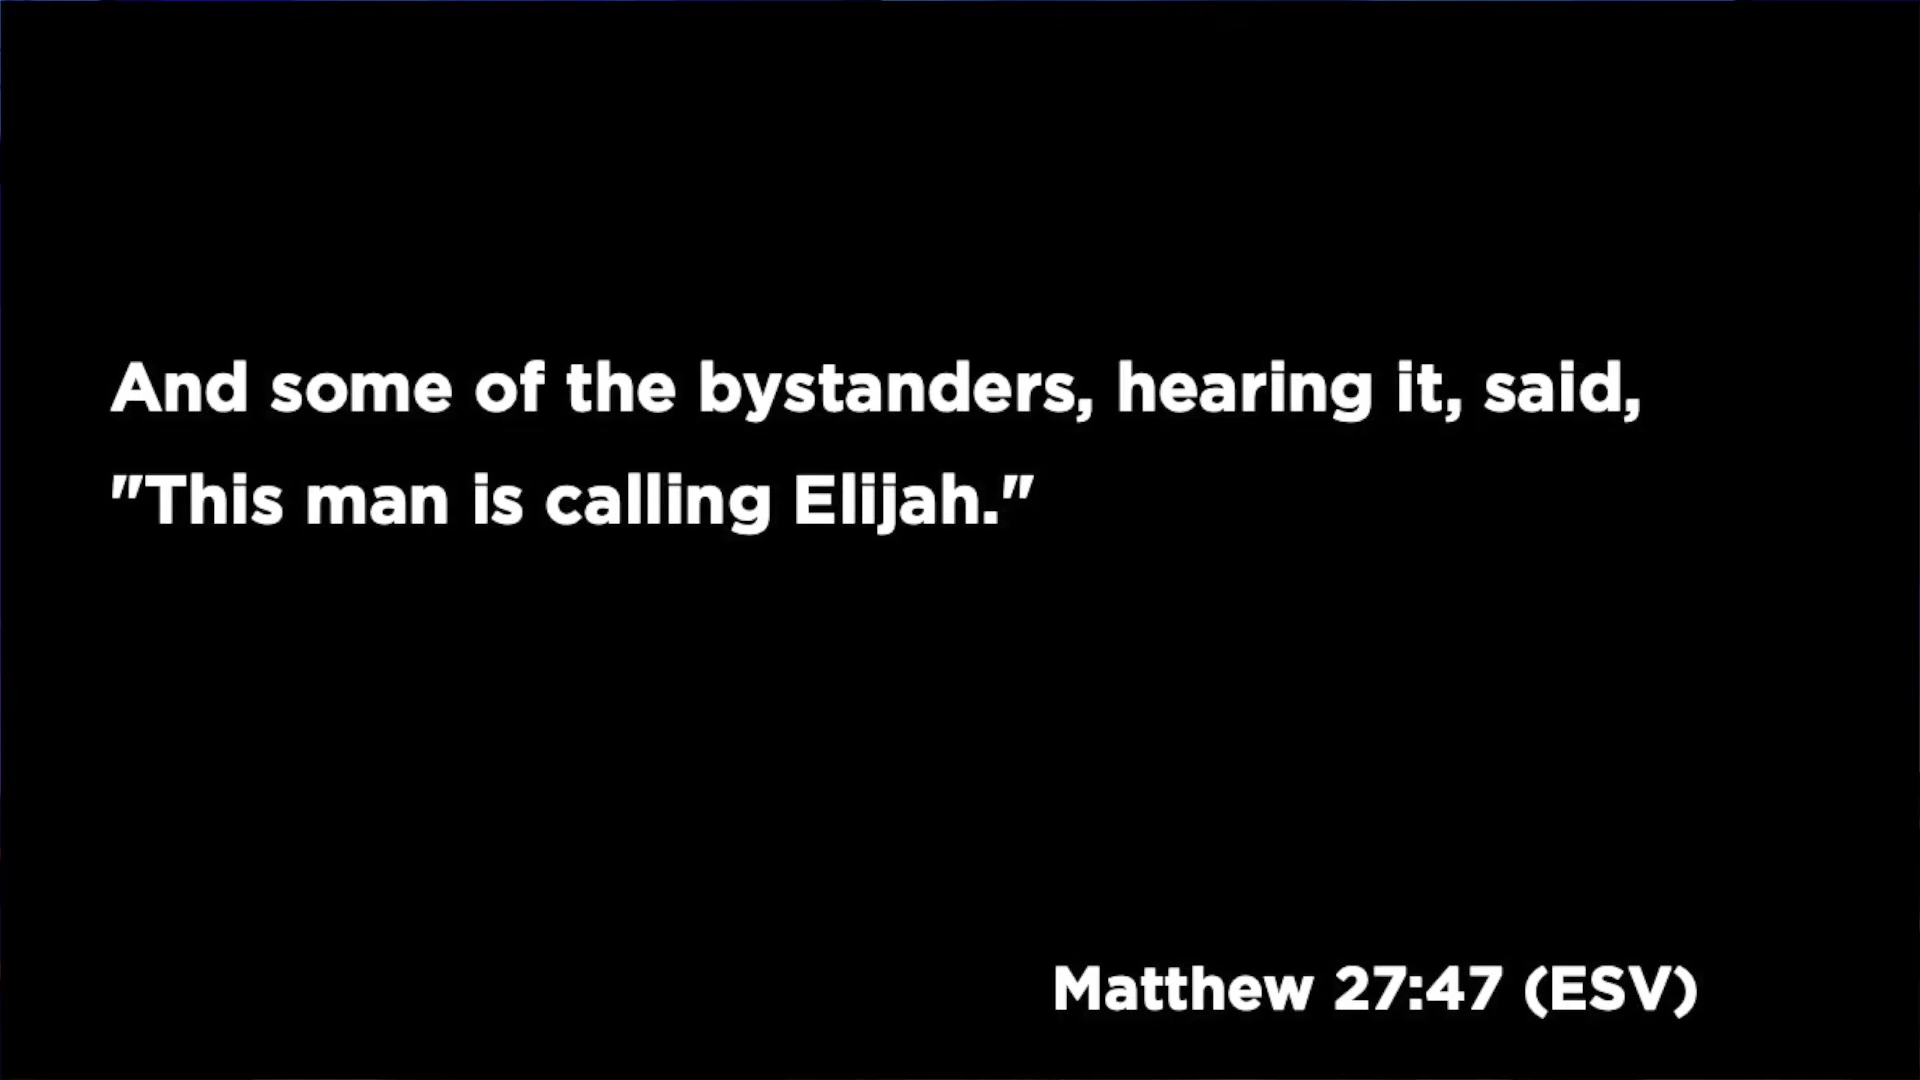 And some of the bystanders, hearing it, said,
"This man is calling Elijah."
Matthew 27:47 (ESV)